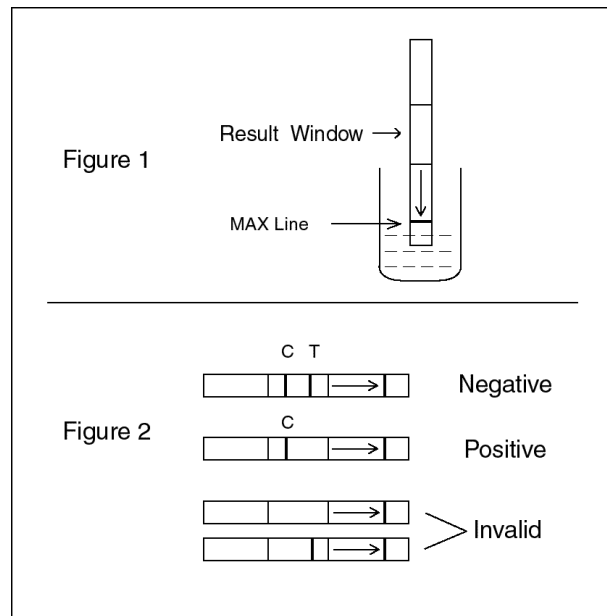 Result Window
Figure 1
MAX Line
C T
Negative
C
Figure 2
Positive
Invalid